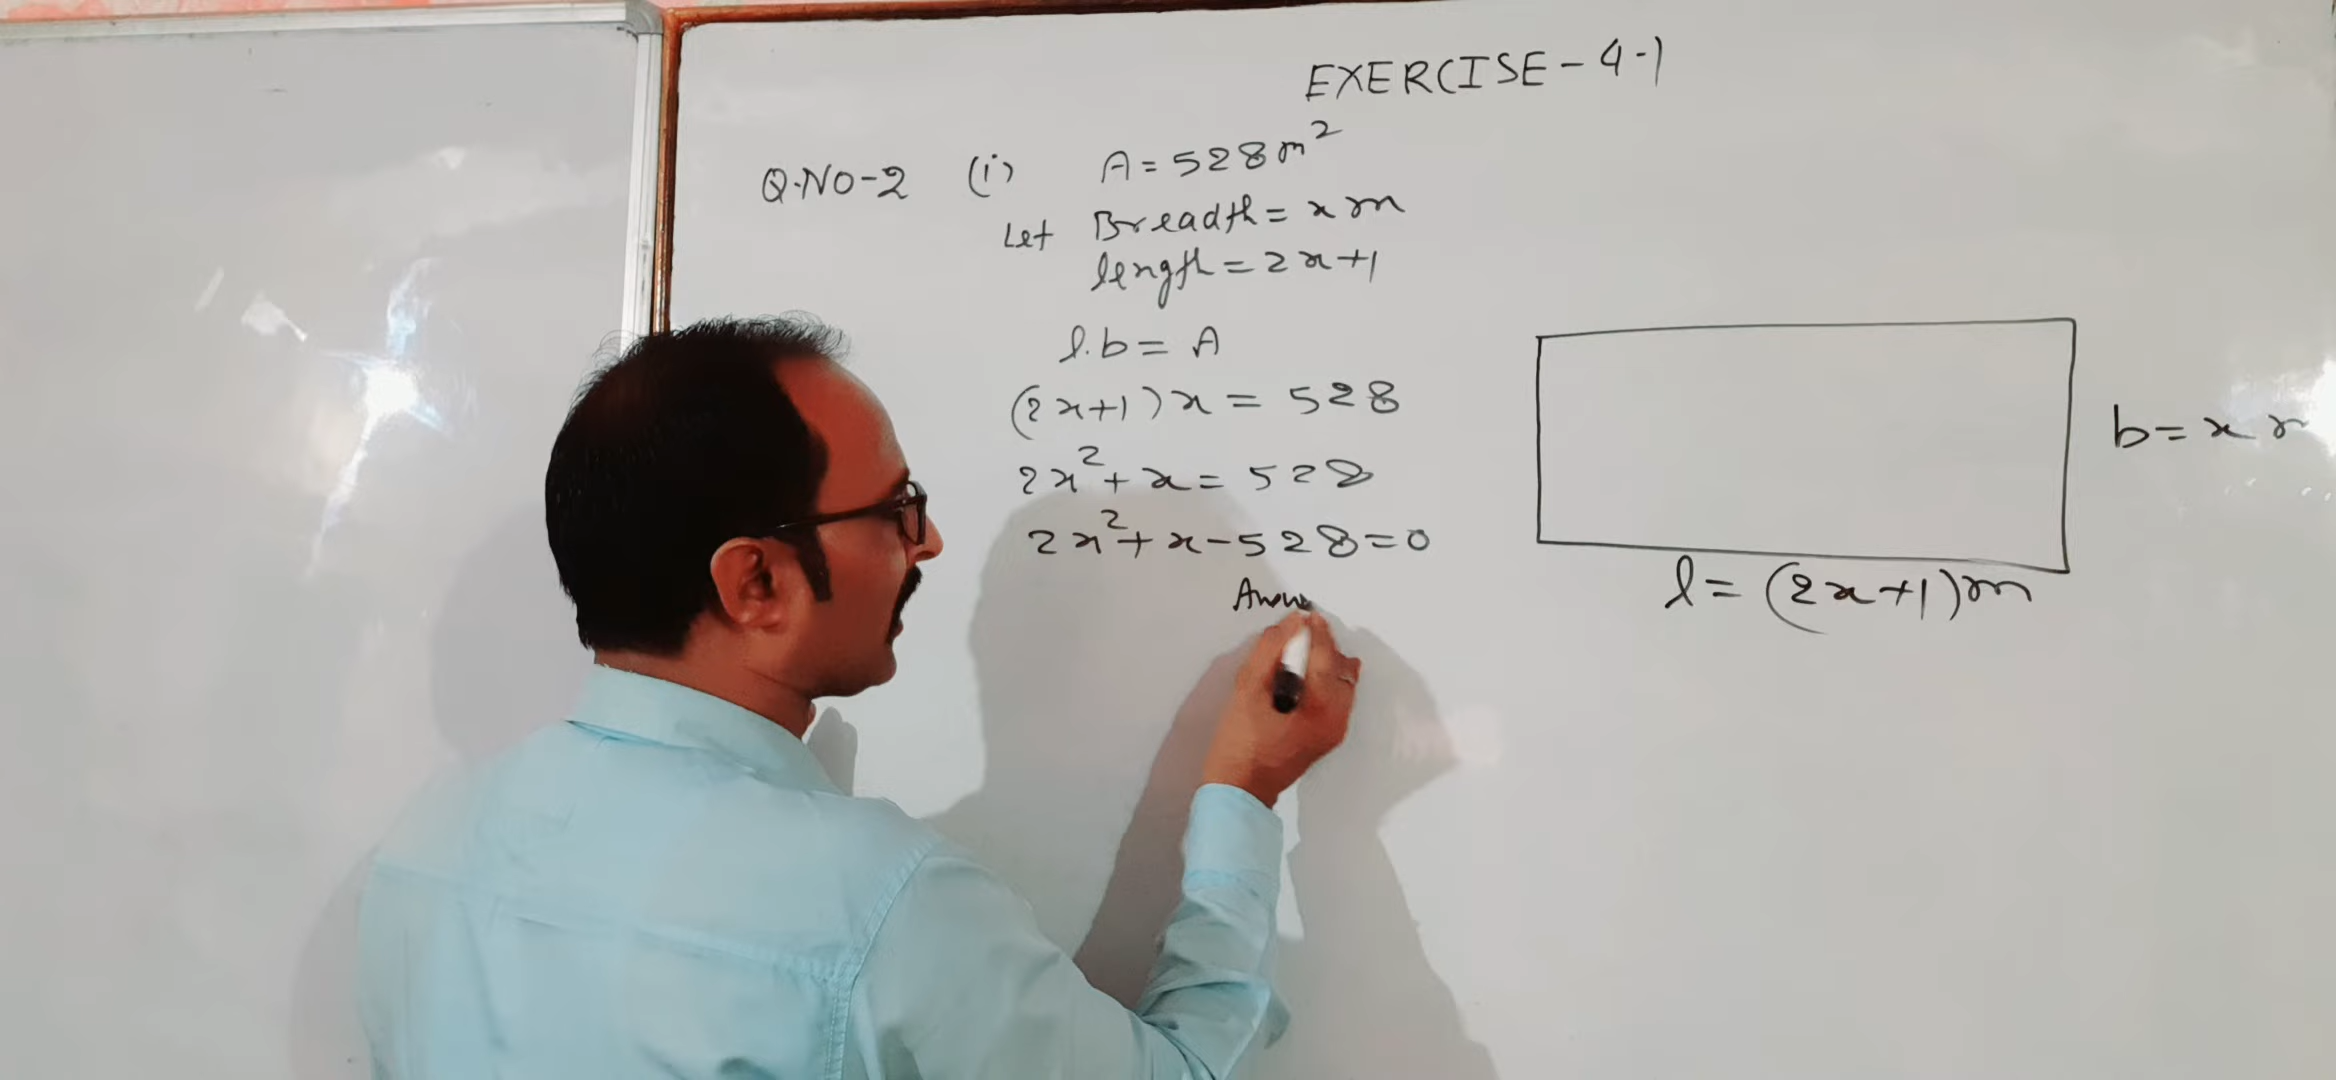 EXERCISE - 4.1
Q.NO-2 (i) A = 528 m²
Let Breadth = x m
length = 2x+1
l.b = A
(2x+1)x = 528
2x²+x = 528
2x²+x-528=0
b = x
l = (2x+1)m